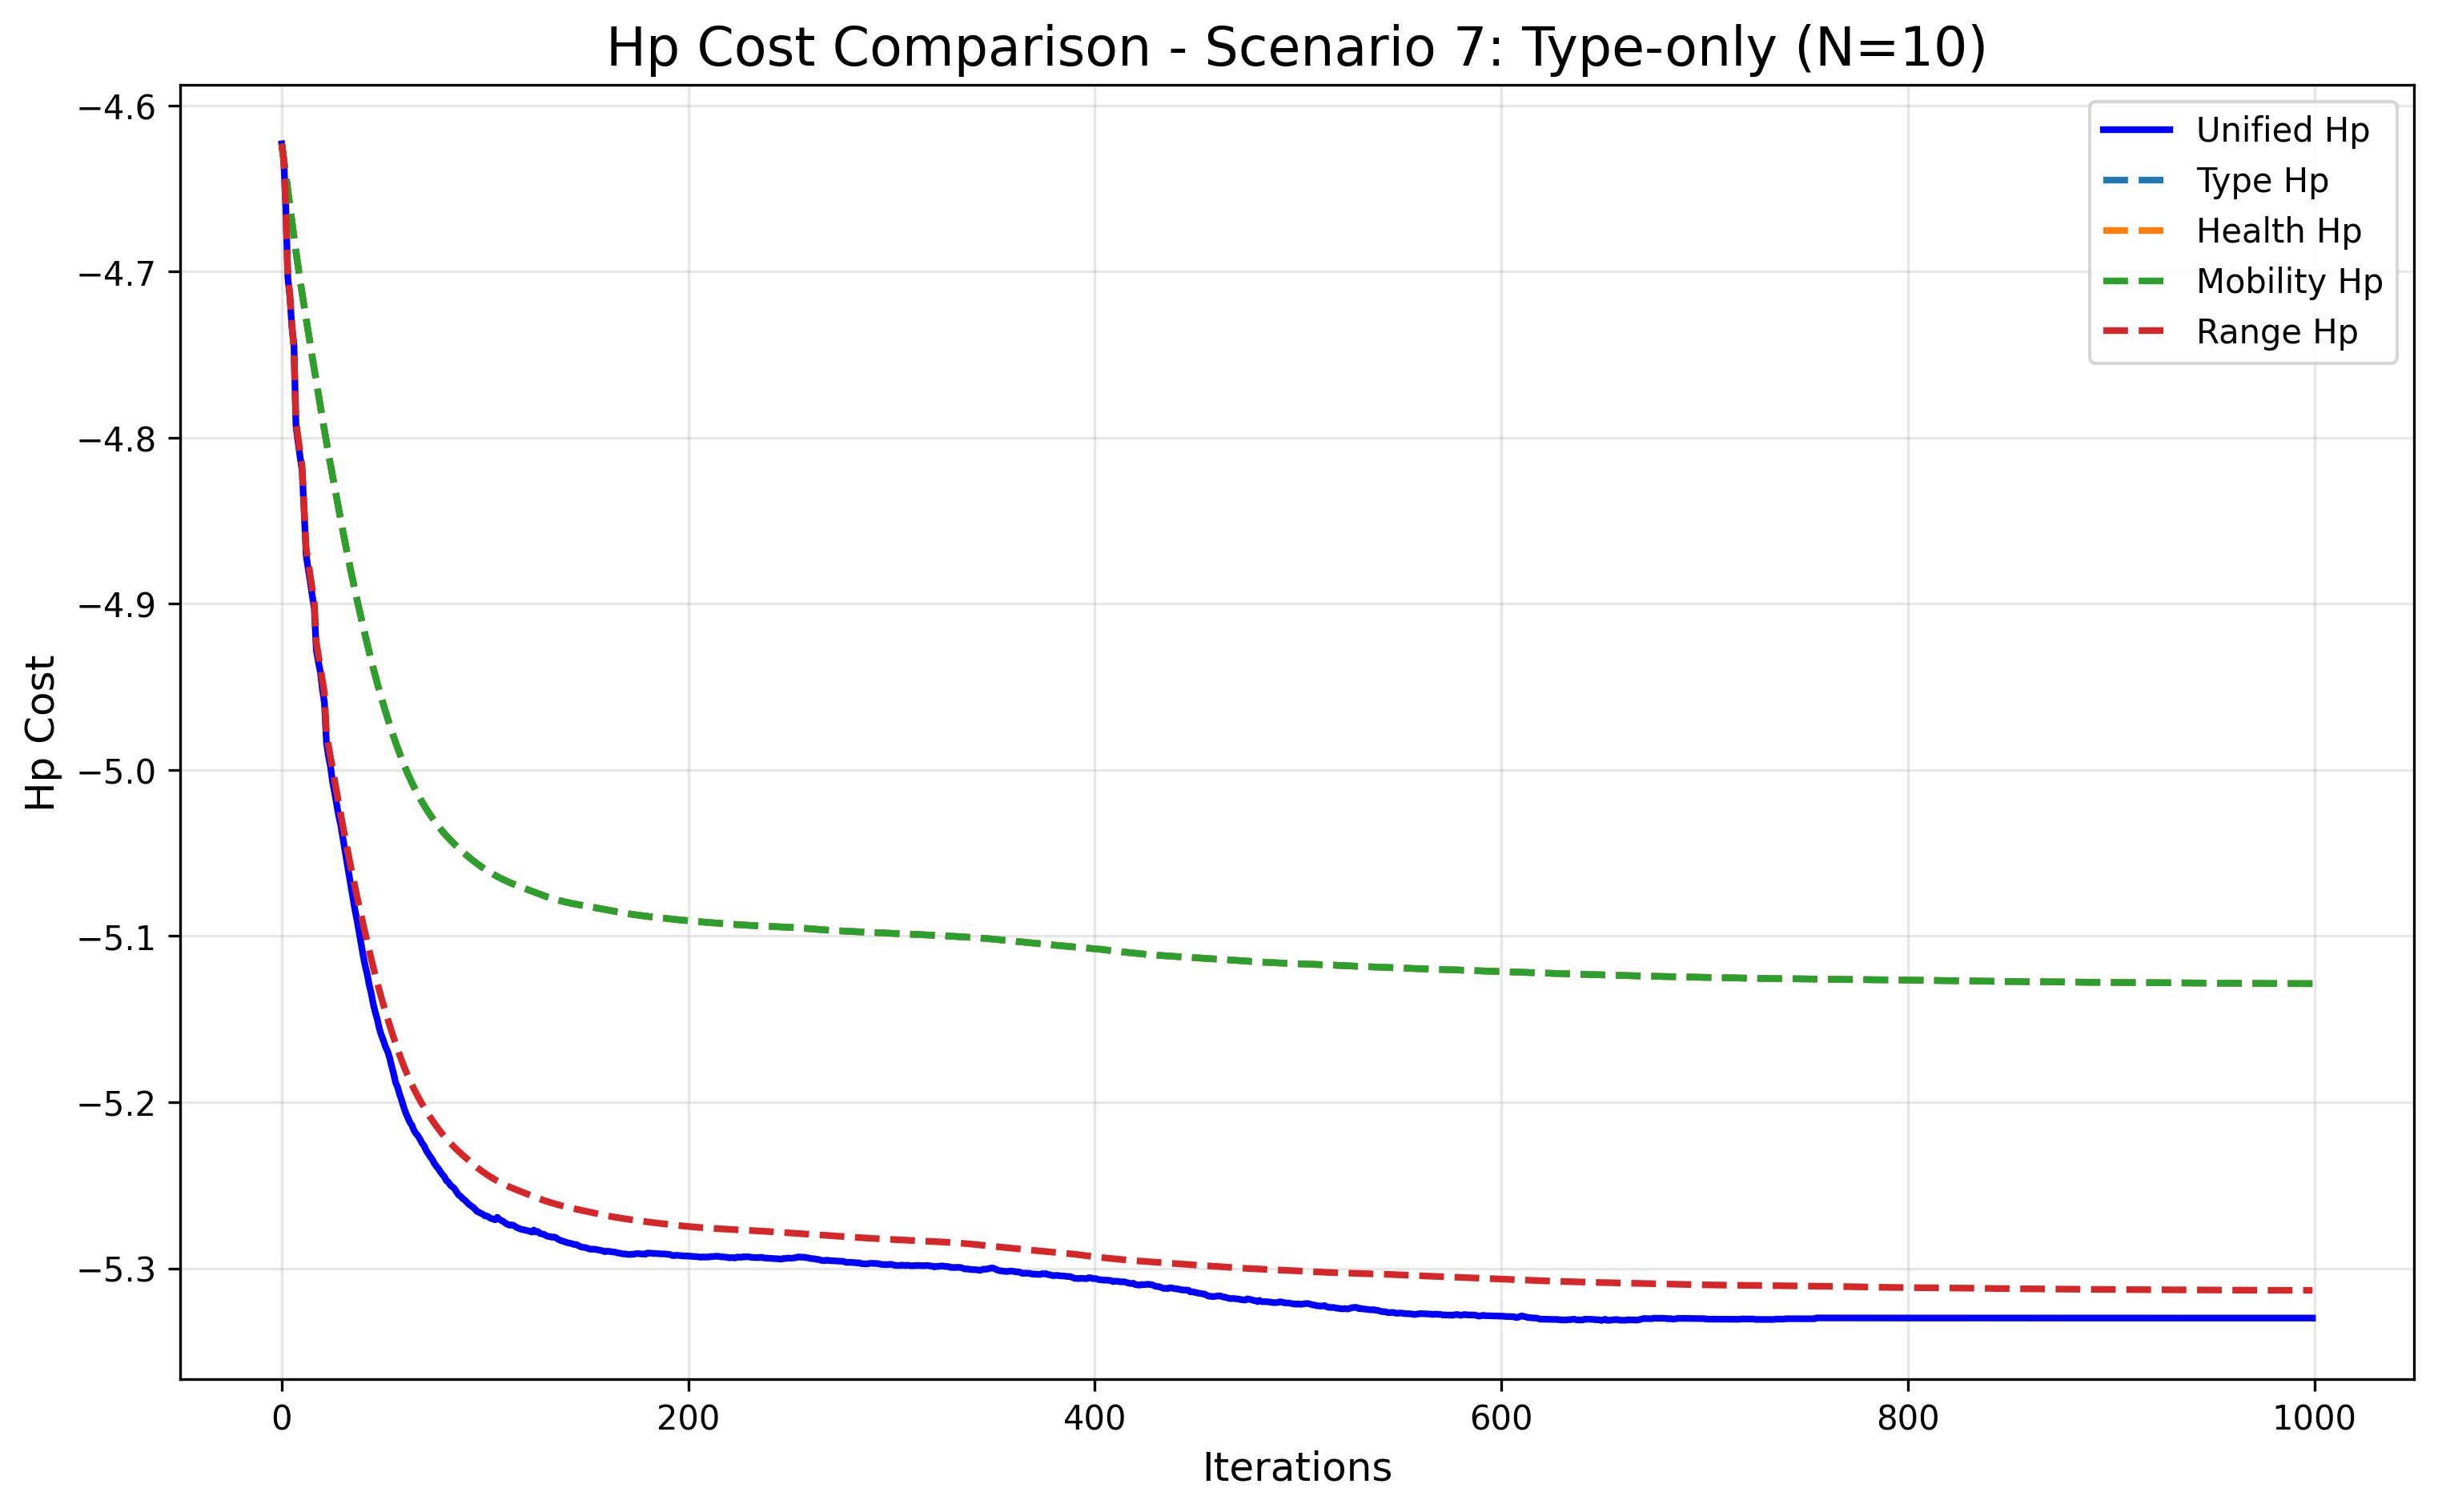 Hp Cost Comparison - Scenario 7: Type-only (N=10)
−4.6
−4.7
−4.8
−4.9
−5.0
−5.1
−5.2
−5.3
Hp Cost
Unified Hp
Type Hp
Health Hp
Mobility Hp
Range Hp
0
200
400
600
800
1000
Iterations